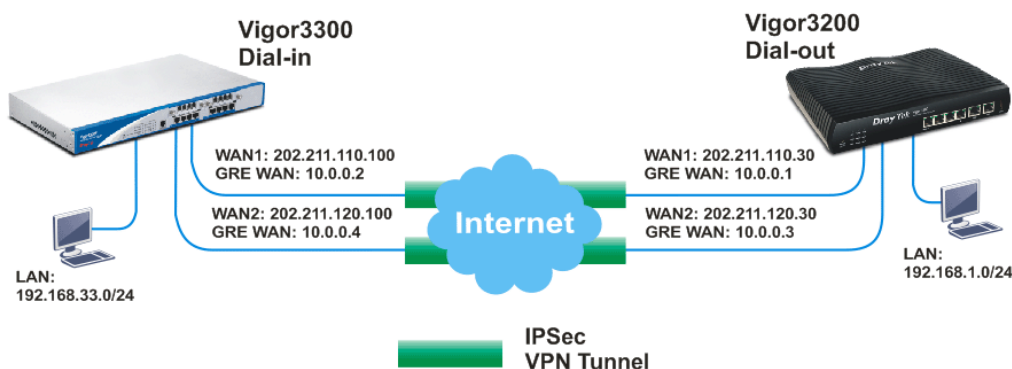 Vigor3300
Dial-in
Vigor3200
Dial-out
DrayTek
WAN1: 202.211.110.100
GRE WAN: 10.0.0.2
WAN1: 202.211.110.30
GRE WAN: 10.0.0.1
Internet
WAN2: 202.211.120.100
GRE WAN: 10.0.0.4
WAN2: 202.211.120.30
GRE WAN: 10.0.0.3
LAN:
192.168.33.0/24
LAN:
192.168.1.0/24
IPSec
VPN Tunnel